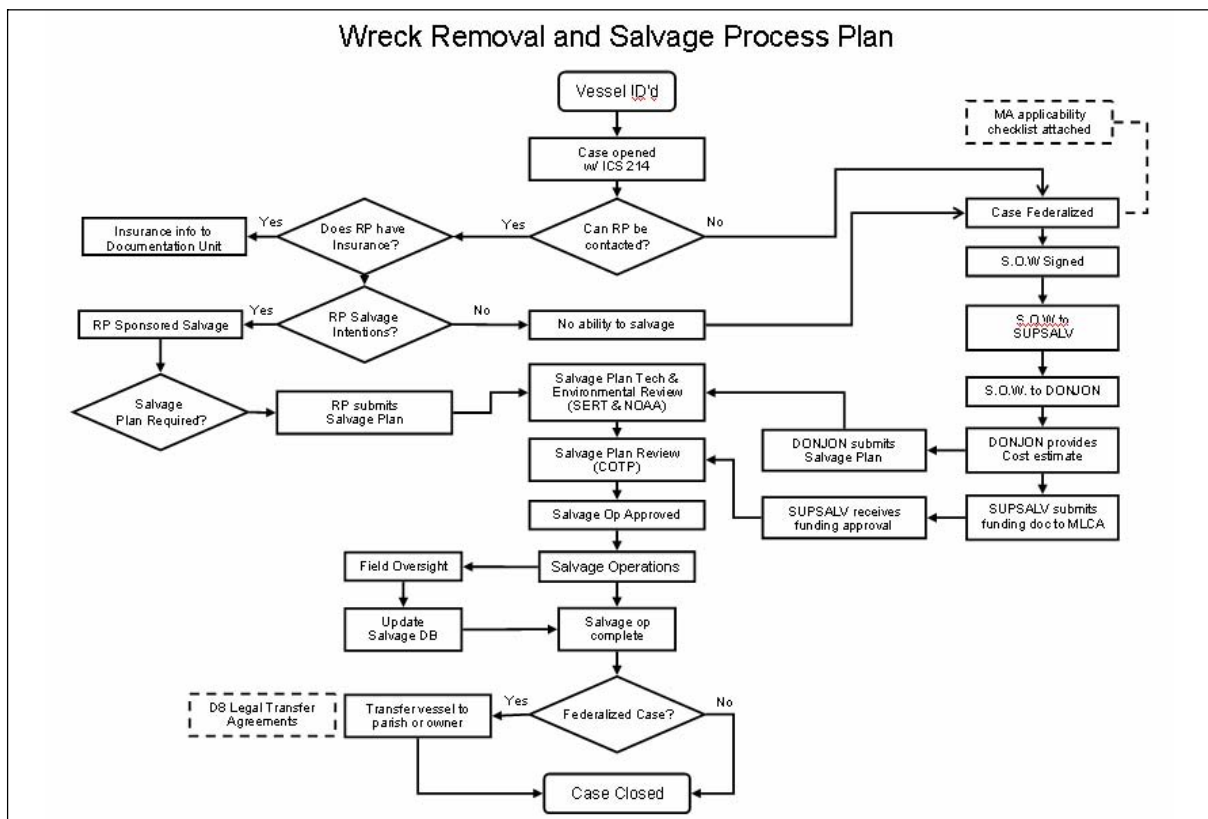 Wreck Removal and Salvage Process Plan
Vessel ID'd
MA applicability
checklist attached
Case opened
w/ ICS 214
Case Federalized
Can RP be
contacted?
Yes
No
Does RP have
Insurance?
Yes
Insurance info to
Documentation Unit
S.O.W Signed
RP Salvage
Intentions?
Yes
No
RP Sponsored Salvage
No ability to salvage
S.O.W. to
SUPSALV
Salvage
Plan Required?
RP submits
Salvage Plan
Salvage Plan Tech &
Environmental Review
(SERT & NOAA)
S.O.W. to DONJON
DONJON submits
Salvage Plan
DONJON provides
Cost estimate
Salvage Plan Review
(COTP)
SUPSALV receives
funding approval
SUPSALV submits
funding doc to MLCA
Salvage Op Approved
Field Oversight
Salvage Operations
Update
Salvage DB
Salvage op
complete
D8 Legal Transfer
Agreements
Transfer vessel to
parish or owner
Yes
Federalized Case?
No
Case Closed